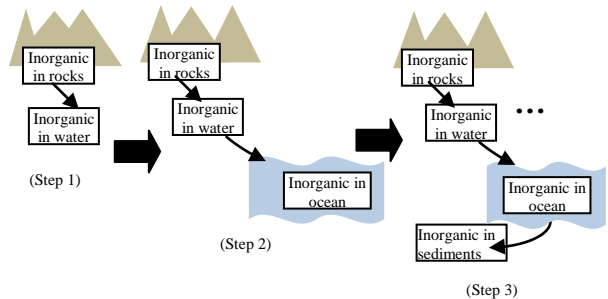 Inorganic
in rocks
Inorganic
in water
(Step 1)
Inorganic
in rocks
Inorganic
in water
Inorganic in
ocean
(Step 2)
Inorganic
in rocks
Inorganic
in water
...
Inorganic in
ocean
Inorganic in
sediments
(Step 3)